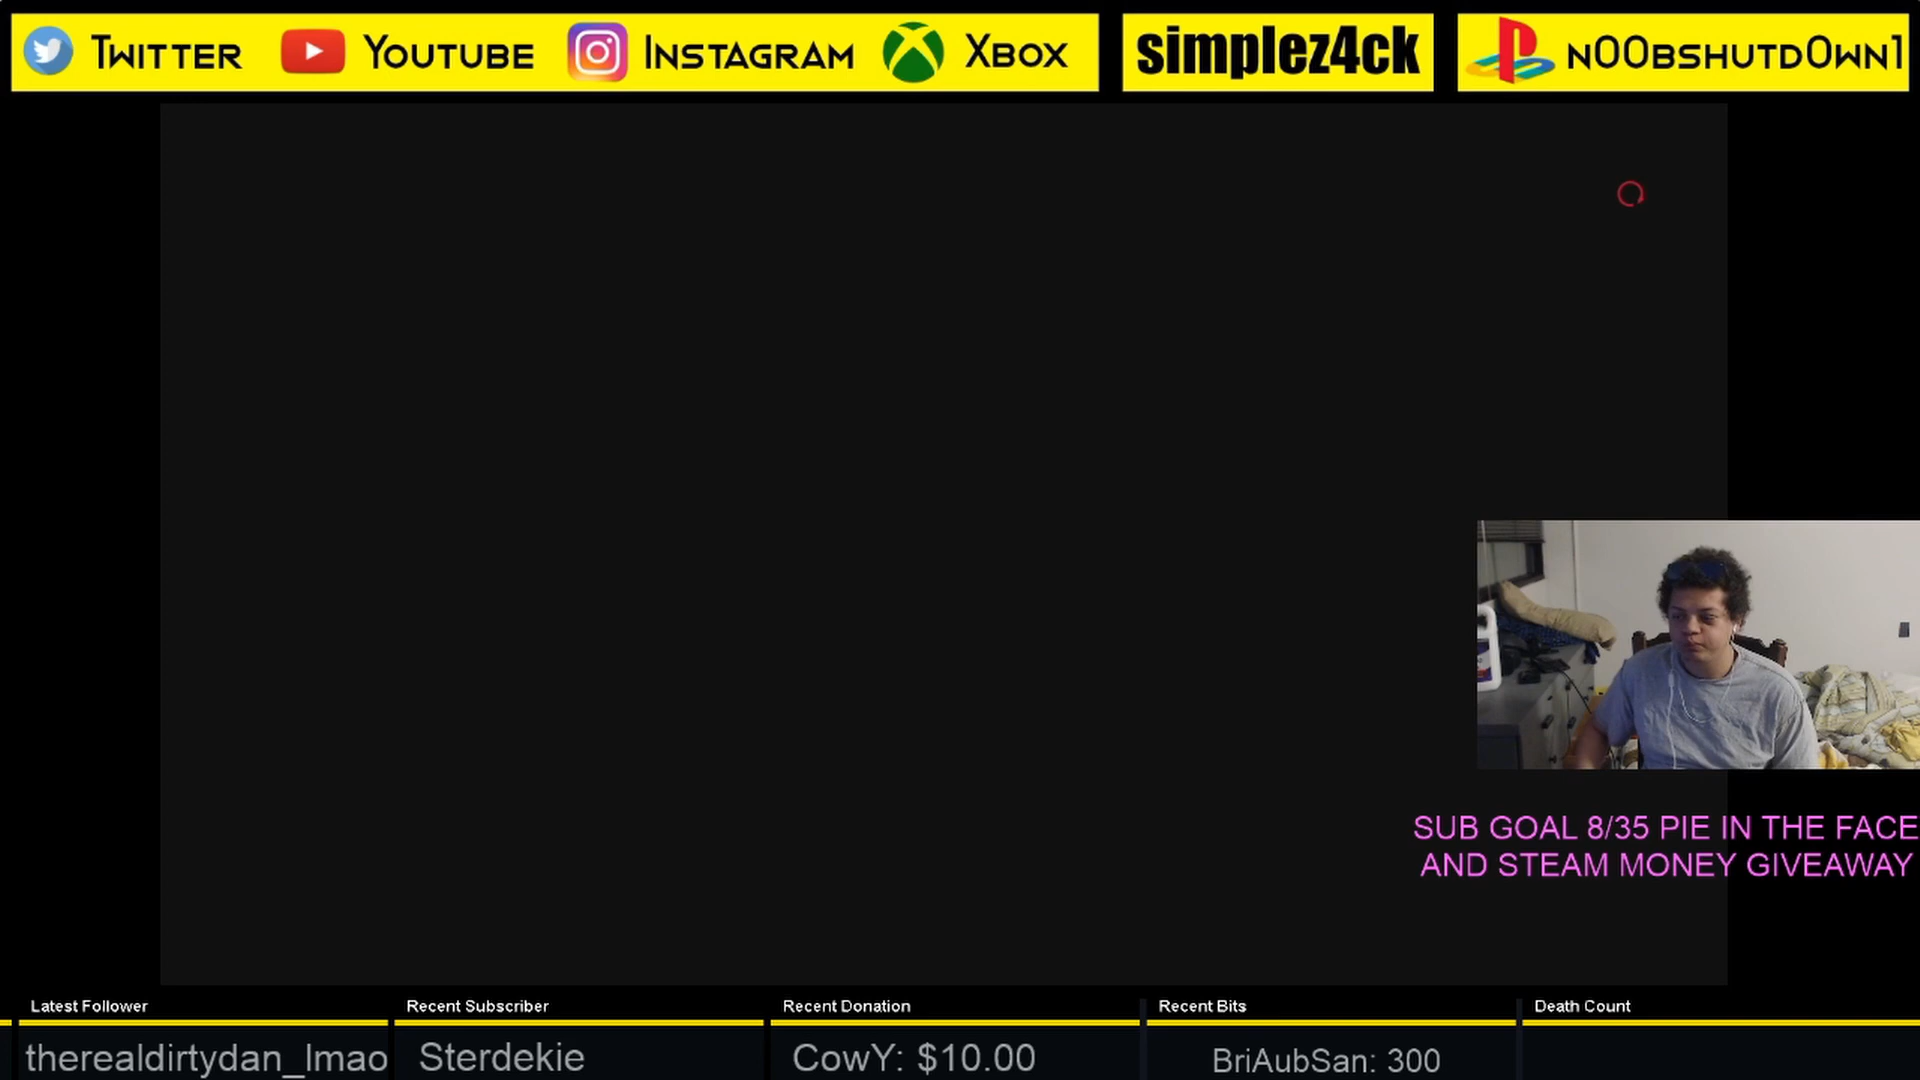 TWITTER YOUTUBE INSTAGRAM XBOX simplez4ck n00bshutd0wn1
SUB GOAL 8/35 PIE IN THE FACE
AND STEAM MONEY GIVEAWAY
Latest Follower Recent Subscriber Recent Donation Recent Bits Death Count
therealdirtydan_lmao Sterdekie CowY: $10.00 BriAubSan: 300